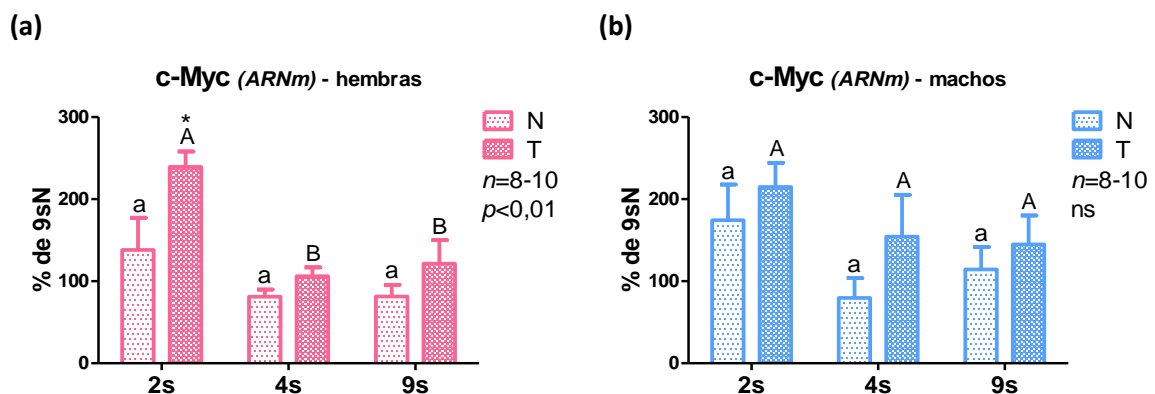 (a)
c-Myc (ARNm) - hembras
% de 9sN
300
200
100
0
a
*
A
a
B
a
B
2s
4s
9s
N
T
n=8-10
p<0,01
(b)
c-Myc (ARNm) - machos
% de 9sN
300
200
100
0
a
A
a
A
a
A
2s
4s
9s
N
T
n=8-10
ns